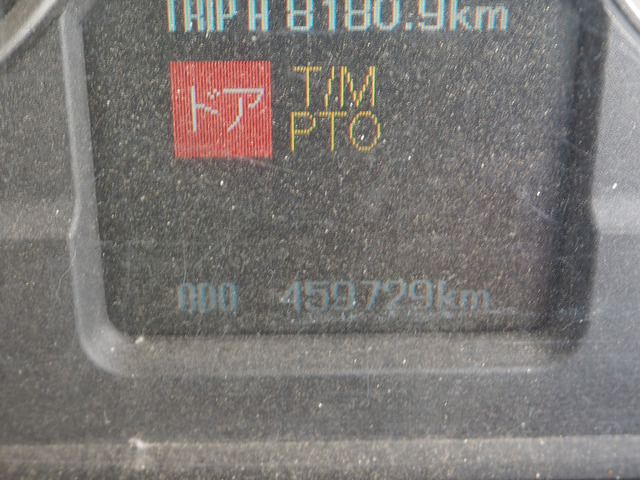 TRIP A 8180.9km
ドア
T/M
PTO
ODO 459729km